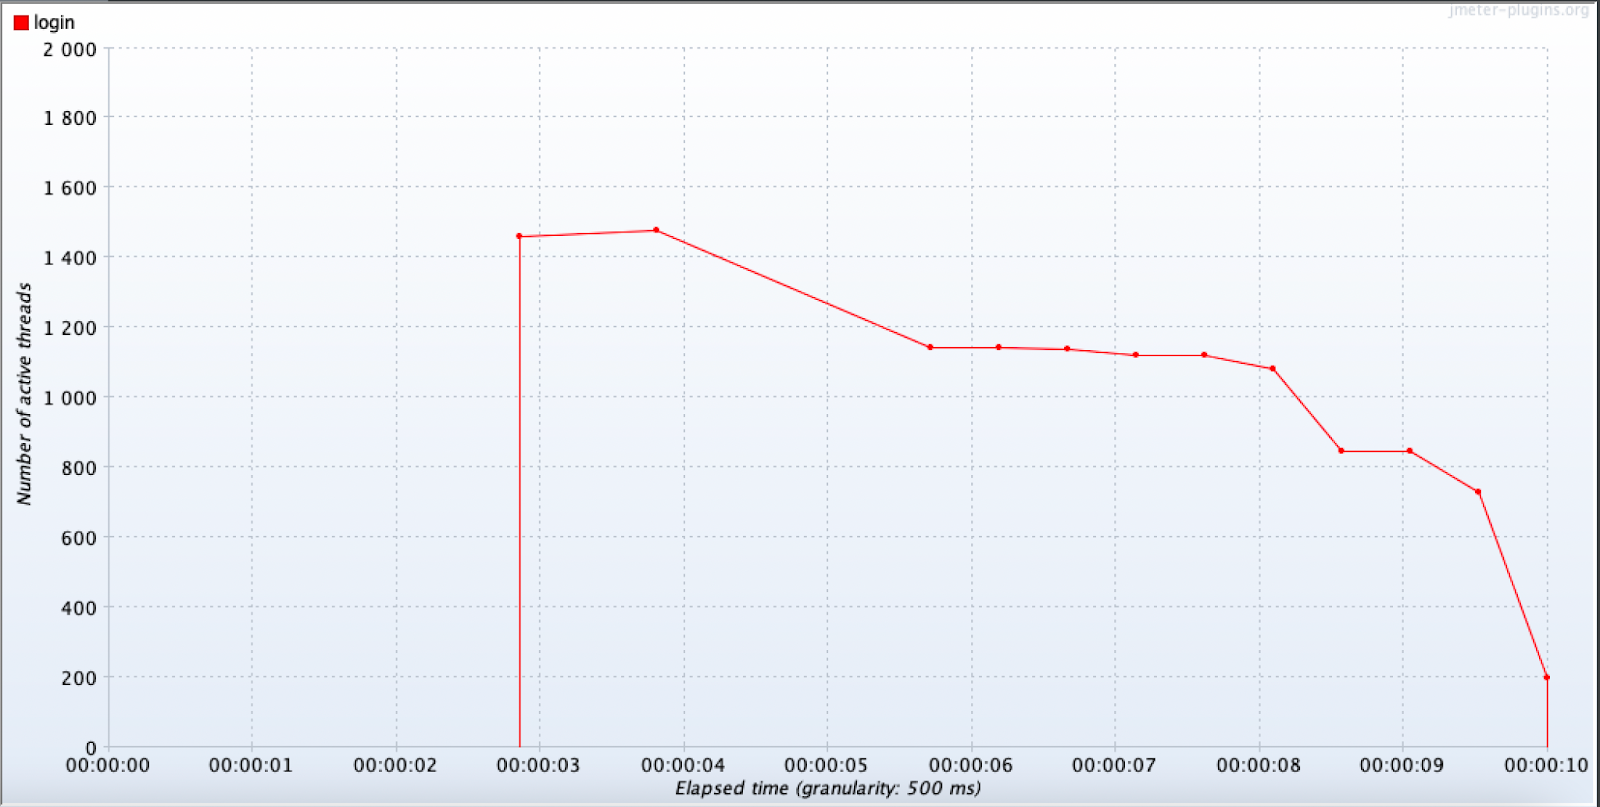 jmeter-plugins.org
login
2 000
1 800
1 600
1 400
1 200
1 000
800
600
400
200
0
Number of active threads
00:00:00 00:00:01 00:00:02 00:00:03 00:00:04 00:00:05 00:00:06 00:00:07 00:00:08 00:00:09 00:00:10
Elapsed time (granularity: 500 ms)